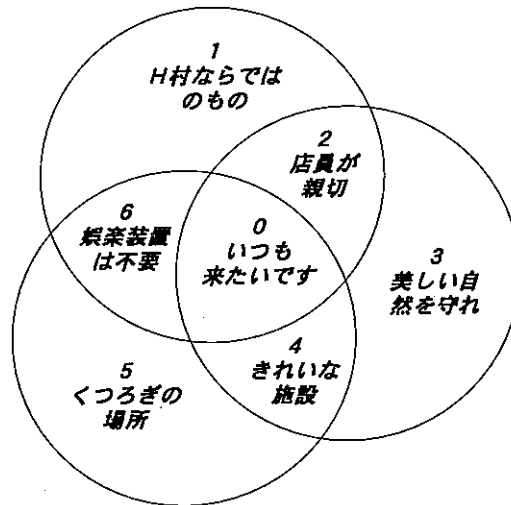 1
H村ならでは
のもの
2
店員が
親切
6
娯楽装置
は不要
0
いつも
来たいです
3
美しい自
然を守れ
4
きれいな
施設
5
くつろぎの
場所